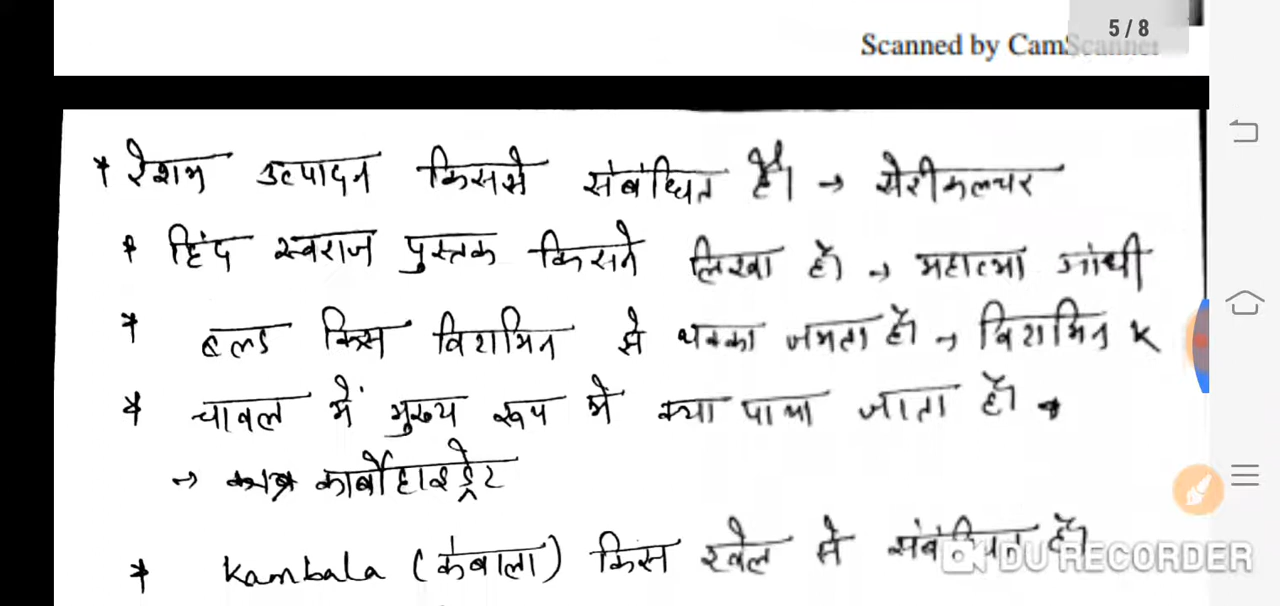 5 / 8
Scanned by CamScanner
* रेशम उत्पादन किससे संबंधित है। → सेरीकल्चर
* हिंद स्वराज पुस्तक किसने लिखा है। → महात्मा गांधी
* ब्लड किस विटामिन से थक्का जमता है। → विटामिन K
* चावल में मुख्य रूप में क्या पाया जाता है।
→ कार्बोहाइड्रेट
* Kambala (कंबाला) किस खेल से संबंधित है।
DU RECORDER